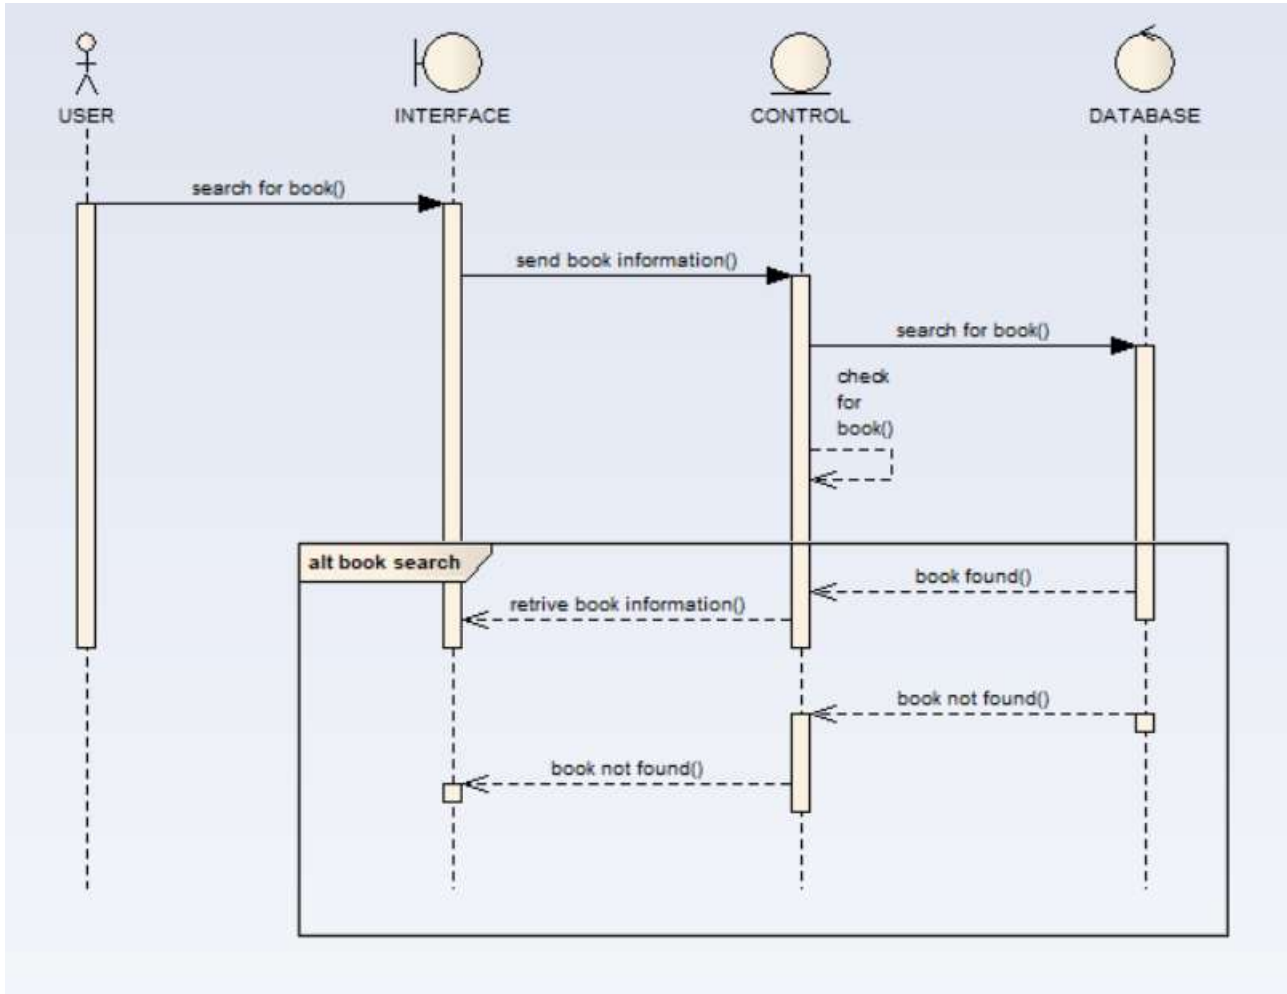 USER
INTERFACE
CONTROL
DATABASE
search for book()
send book information()
search for book()
check
for
book()
alt book search
book found()
retrive book information()
book not found()
book not found()